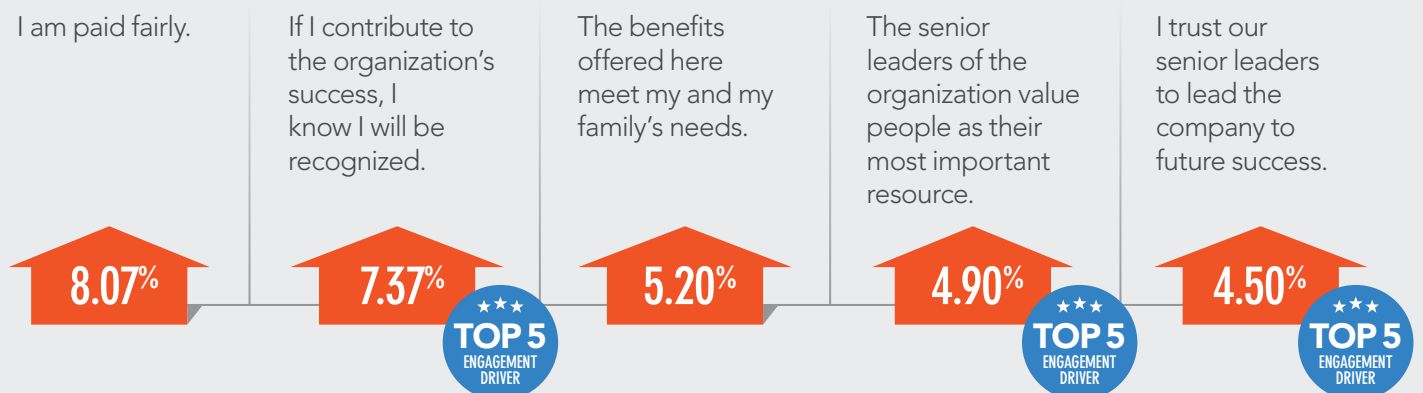 I am paid fairly.
If I contribute to
the organization’s
success, I
know I will be
recognized.
The benefits
offered here
meet my and my
family’s needs.
The senior
leaders of the
organization value
people as their
most important
resource.
I trust our
senior leaders
to lead the
company to
future success.
8.07%
7.37%
5.20%
4.90%
4.50%
TOP 5
ENGAGEMENT
DRIVER
TOP 5
ENGAGEMENT
DRIVER
TOP 5
ENGAGEMENT
DRIVER